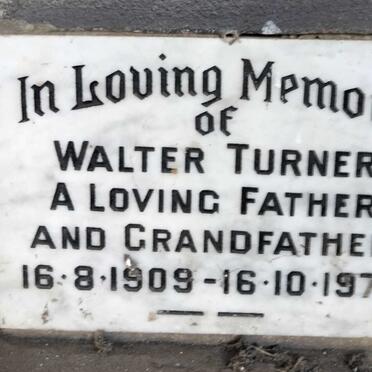 In Loving Memo
of
WALTER TURNER
A LOVING FATHER
AND GRANDFATHE
16·8·1909 - 16·10·197